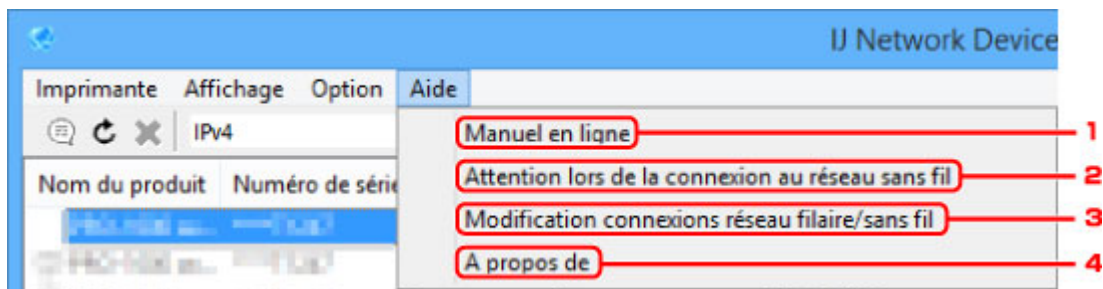 IJ Network Device
Imprimante Affichage Option Aide
IPv4
Manuel en ligne 1
Attention lors de la connexion au réseau sans fil 2
Nom du produit Numéro de série
Modification connexions réseau filaire/sans fil 3
A propos de 4